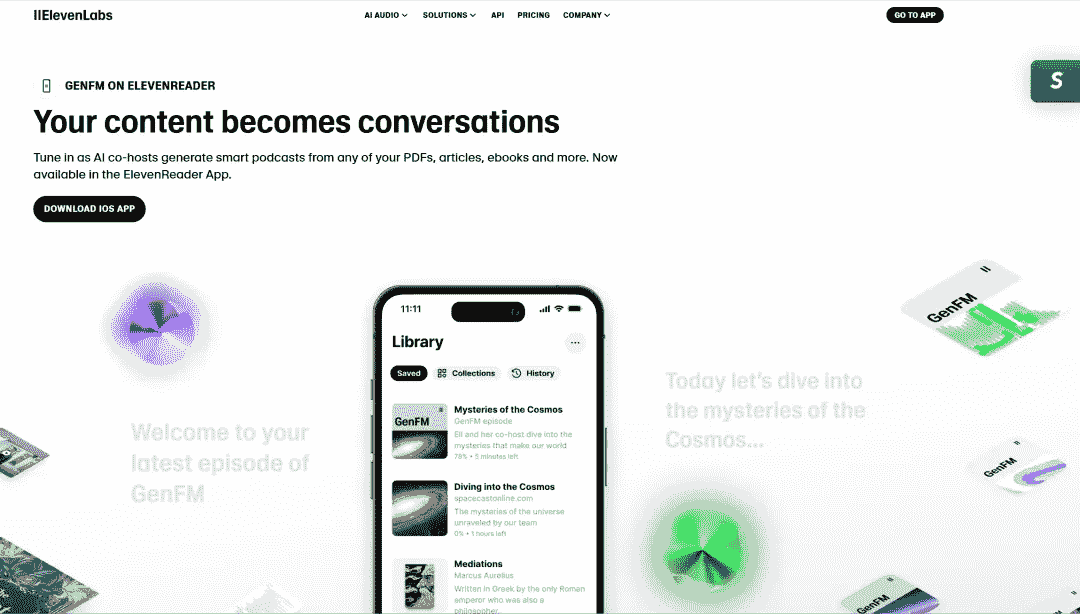 IIElevenLabs
AI AUDIO
SOLUTIONS
API
PRICING
COMPANY
GO TO APP
GENFM ON ELEVENREADER
S
Your content becomes conversations
Tune in as AI co-hosts generate smart podcasts from any of your PDFs, articles, ebooks and more. Now
available in the ElevenReader App.
DOWNLOAD IOS APP
11:11
Library
Saved
Collections
History
GenFM
Mysteries of the Cosmos
GenFM episode
Ell and her co-host dive into the
mysteries that make our world
78% • 5 minutes left
Diving into the Cosmos
spacecastonline.com
The mysteries of the universe
unraveled by our team
0% • 1 hours left
Mediations
Marcus Aurelius
Written in Greek by the only Roman
emperor who was also a
philosopher,
Welcome to your
latest episode of
GenFM
Today let's dive into
the mysteries of the
Cosmos...
II
GenFM
II
GenFM
II
GenFM